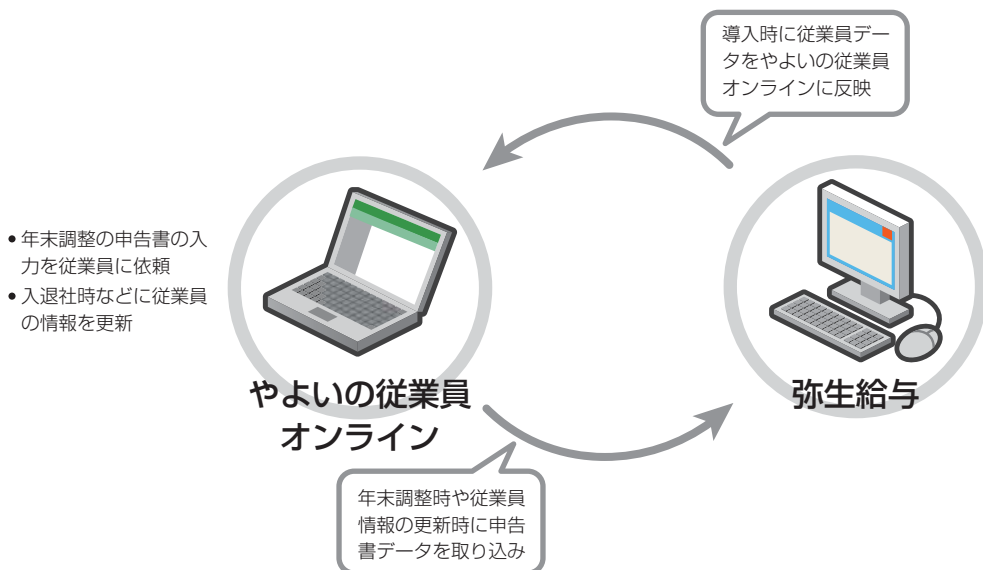 導入時に従業員デー
タをやよいの従業員
オンラインに反映
• 年末調整の申告書の入
力を従業員に依頼
• 入退社時などに従業員
の情報を更新
やよいの従業員
オンライン
弥生給与
年末調整時や従業員
情報の更新時に申告
書データを取り込み